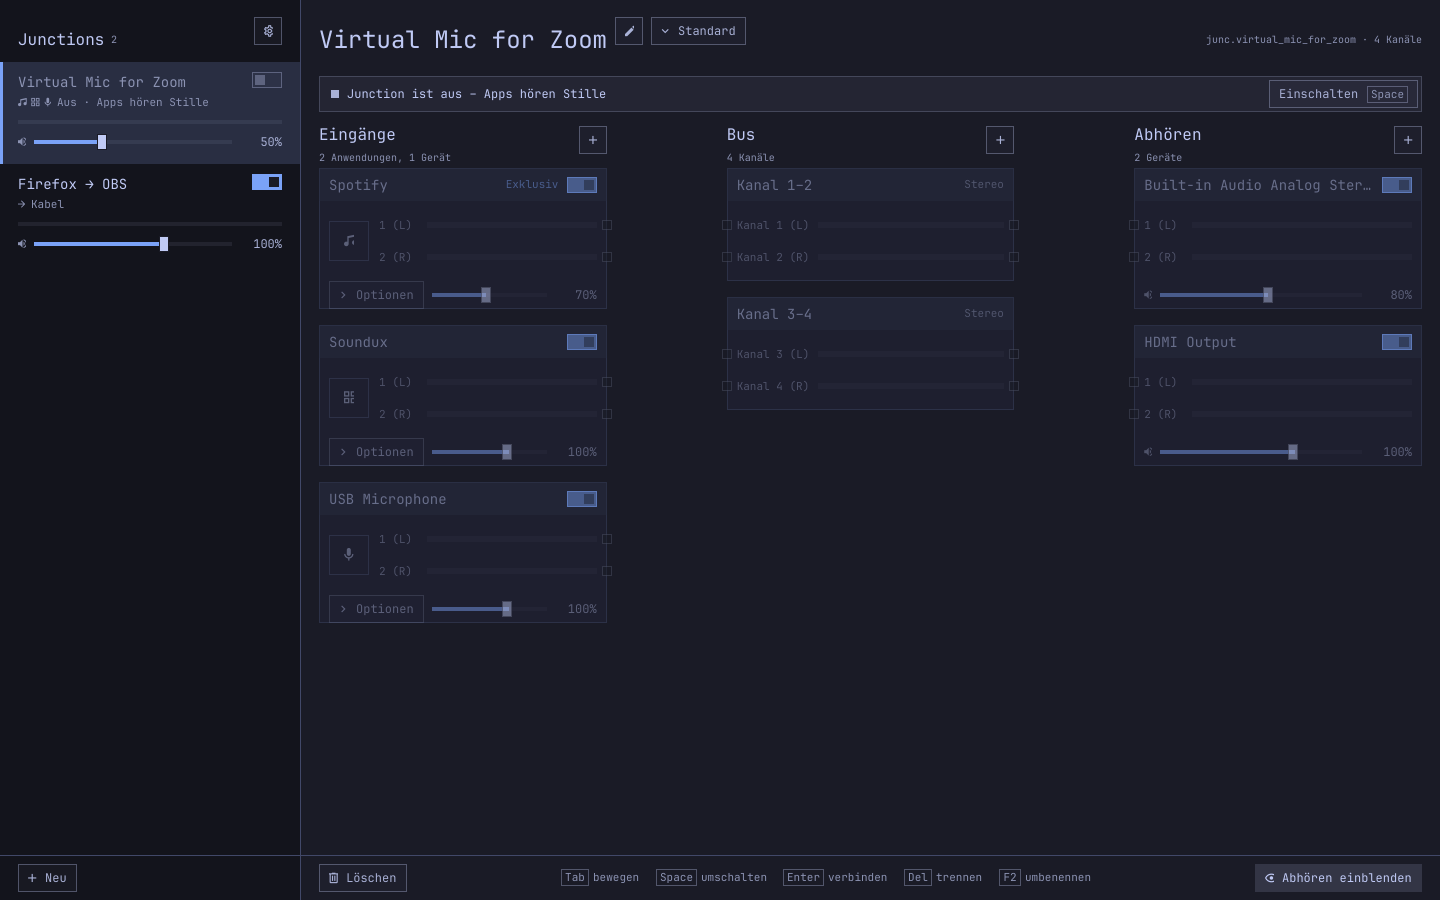 Junctions 2
Virtual Mic for Zoom
Aus · Apps hören Stille
50%
Firefox → OBS
→ Kabel
100%
+ Neu
Virtual Mic for Zoom
Standard
junc.virtual_mic_for_zoom · 4 Kanäle
Junction ist aus – Apps hören Stille
Einschalten Space
Eingänge
+
2 Anwendungen, 1 Gerät
Spotify Exklusiv
1 (L)
2 (R)
Optionen 70%
Soundux
1 (L)
2 (R)
Optionen 100%
USB Microphone
1 (L)
2 (R)
Optionen 100%
Bus
+
4 Kanäle
Kanal 1–2 Stereo
Kanal 1 (L)
Kanal 2 (R)
Kanal 3–4 Stereo
Kanal 3 (L)
Kanal 4 (R)
Abhören
+
2 Geräte
Built-in Audio Analog Ster…
1 (L)
2 (R)
80%
HDMI Output
1 (L)
2 (R)
100%
Löschen
Tab bewegen Space umschalten Enter verbinden Del trennen F2 umbenennen
Abhören einblenden